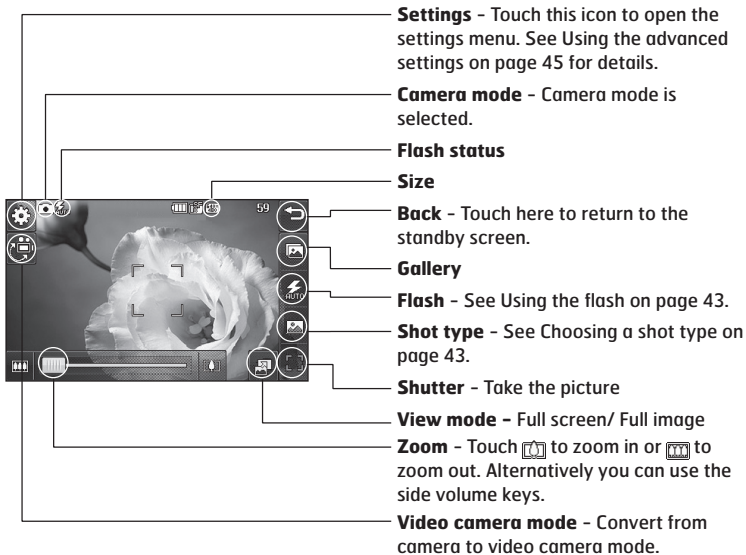 Settings – Touch this icon to open the
settings menu. See Using the advanced
settings on page 45 for details.
Camera mode – Camera mode is
selected.
Flash status
Size
Back – Touch here to return to the
standby screen.
Gallery
Flash – See Using the flash on page 43.
Shot type – See Choosing a shot type on
page 43.
Shutter – Take the picture
View mode – Full screen/ Full image
Zoom – Touch to zoom in or to
zoom out. Alternatively you can use the
side volume keys.
Video camera mode – Convert from
camera to video camera mode.
59
AUTO